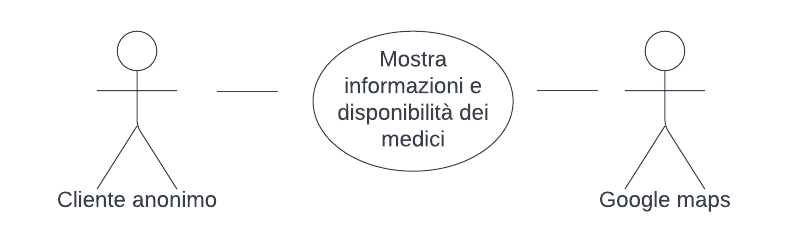 Mostra
informazioni e
disponibilità dei
medici
Cliente anonimo
Google maps